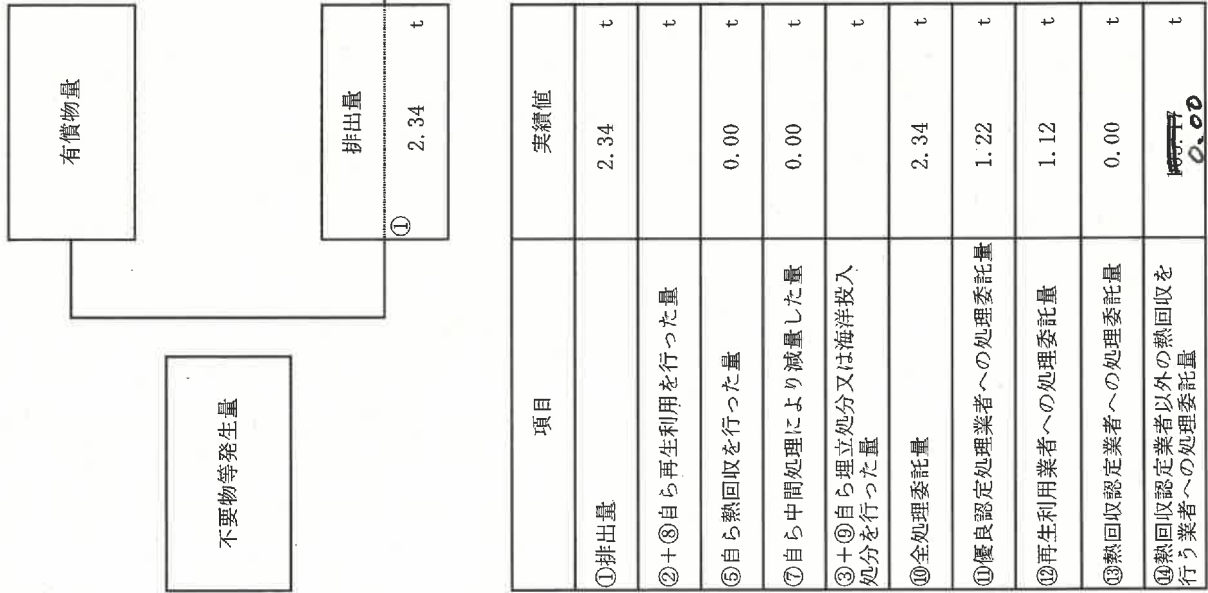 不要物等発生量
有償物量
排出量
① 2.34 t
項目 実績値
①排出量 2.34 t
②+⑧自ら再生利用を行った量 t
⑤自ら熱回収を行った量 0.00 t
⑦自ら中間処理により減量した量 0.00 t
③+⑨自ら埋立処分又は海洋投入
処分を行った量 t
⑩全処理委託量 2.34 t
⑪優良認定処理業者への処理委託量 1.22 t
⑫再生利用業者への処理委託量 1.12 t
⑬熱回収認定業者への処理委託量 0.00 t
⑭熱回収認定業者以外の熱回収を
行う業者への処理委託量 0.00 t